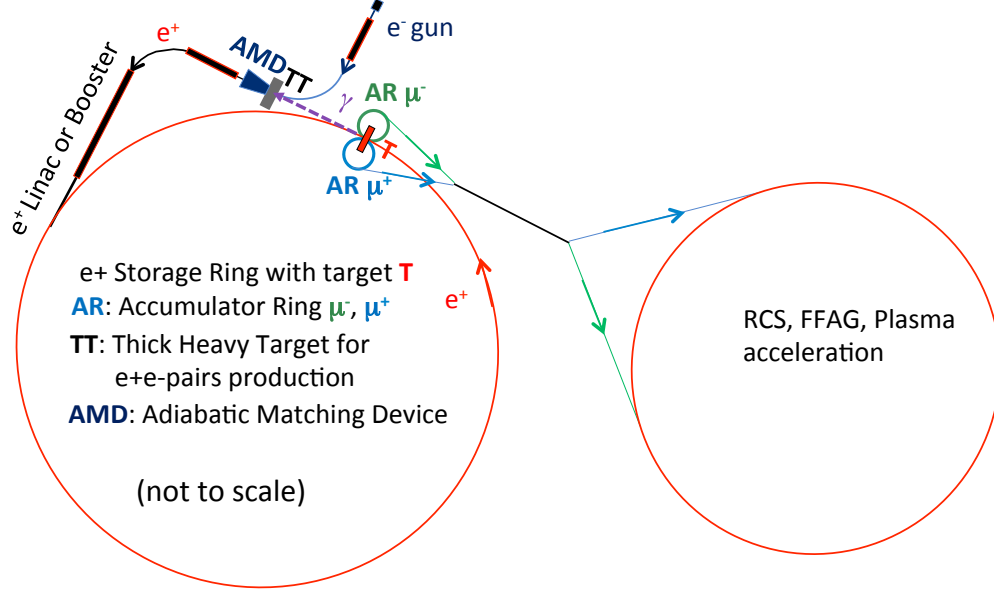 e⁺
AMD
TT
e⁻ gun
e⁺ Linac or Booster
γ
AR μ⁻
T
AR μ⁺
e+ Storage Ring with target T
AR: Accumulator Ring μ⁻, μ⁺
e⁺
TT: Thick Heavy Target for
e+e-pairs production
AMD: Adiabatic Matching Device
(not to scale)
RCS, FFAG, Plasma
acceleration